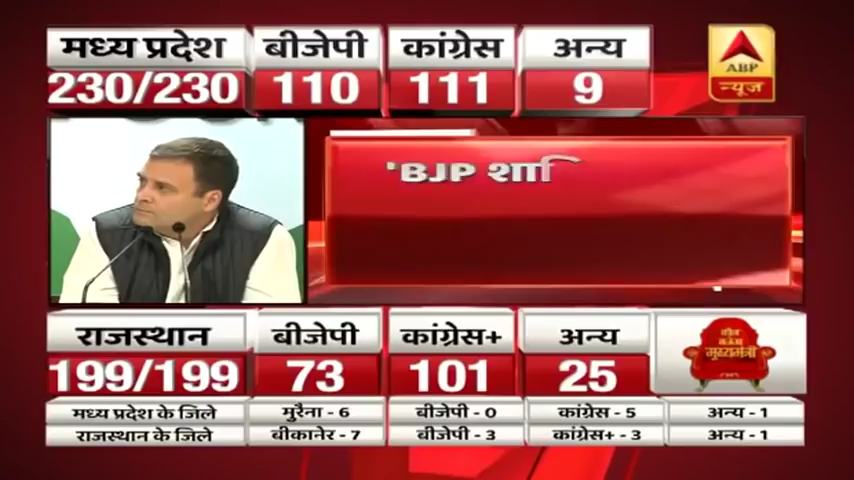 मध्य प्रदेश बीजेपी कांग्रेस अन्य
230/230 110 111 9
ABP
न्यूज़
'BJP शा
राजस्थान बीजेपी कांग्रेस+ अन्य
199/199 73 101 25
कौन
बनेगा
मुख्यमंत्री
मध्य प्रदेश के जिले मुरैना - 6 बीजेपी - 0 कांग्रेस - 5 अन्य - 1
राजस्थान के जिले बीकानेर - 7 बीजेपी - 3 कांग्रेस+ - 3 अन्य - 1